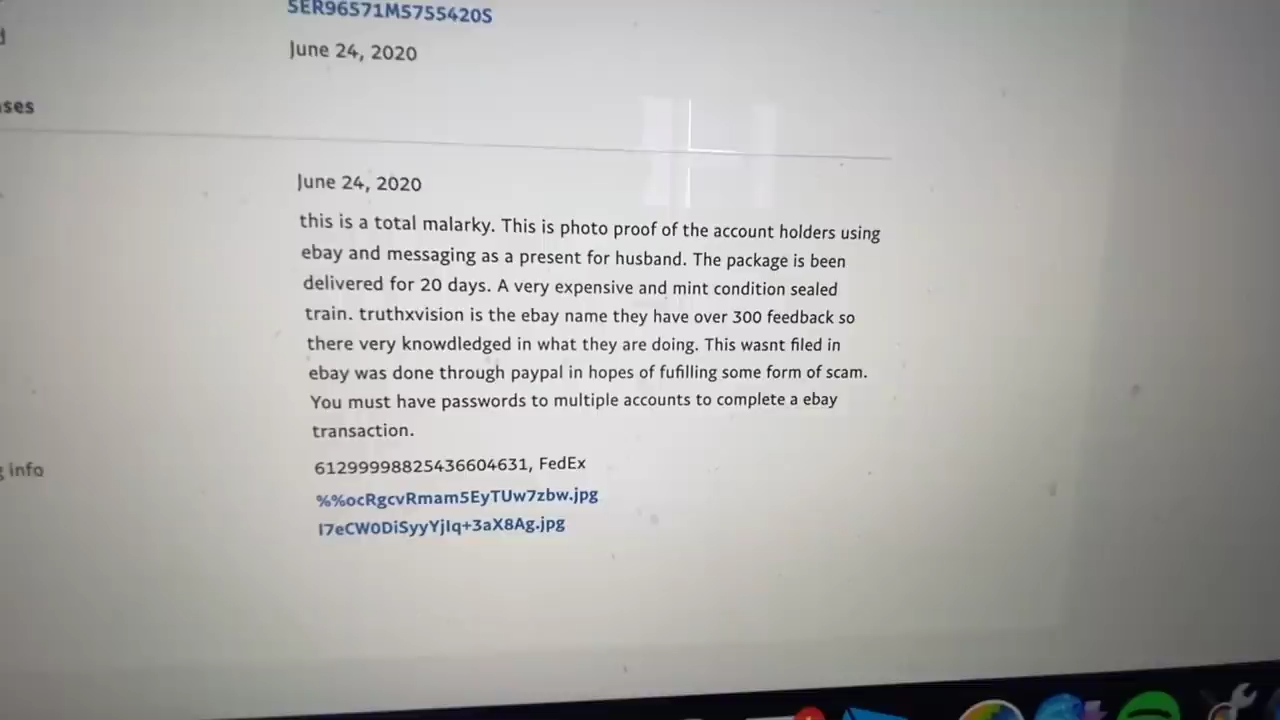 5ER96571M5755420S
June 24, 2020
June 24, 2020
this is a total malarky. This is photo proof of the account holders using
ebay and messaging as a present for husband. The package is been
delivered for 20 days. A very expensive and mint condition sealed
train. truthxvision is the ebay name they have over 300 feedback so
there very knowdledged in what they are doing. This wasnt filed in
ebay was done through paypal in hopes of fufilling some form of scam.
You must have passwords to multiple accounts to complete a ebay
transaction.
info
61299998825436604631, FedEx
%%ocRgcvRmam5EyTUw7zbw.jpg
I7eCW0DiSyyYjIq+3aX8Ag.jpg